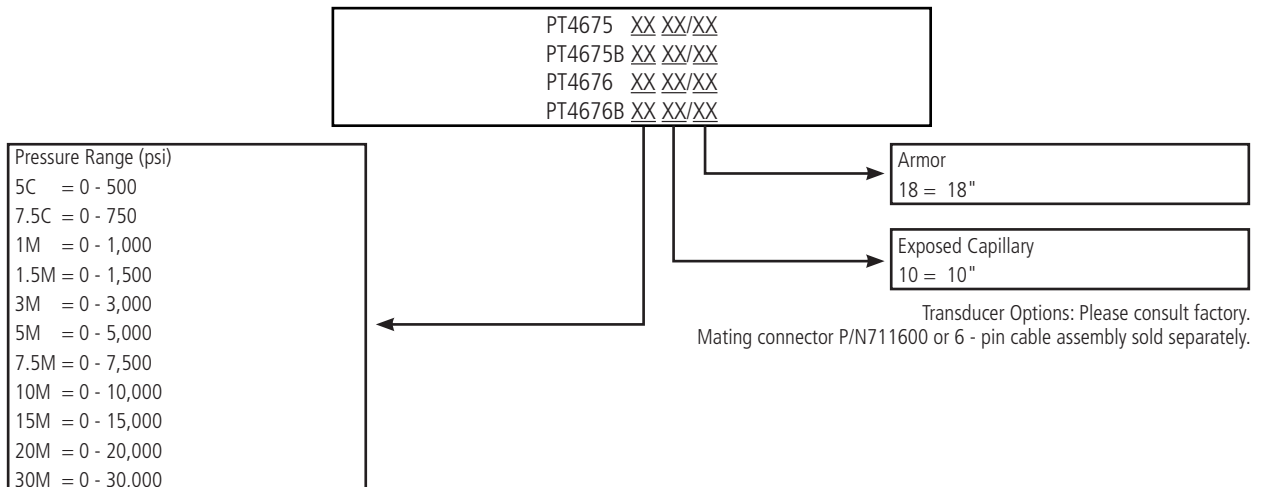 PT4675 XX XX/XX
PT4675B XX XX/XX
PT4676 XX XX/XX
PT4676B XX XX/XX
Pressure Range (psi)
5C = 0 - 500
7.5C = 0 - 750
1M = 0 - 1,000
1.5M = 0 - 1,500
3M = 0 - 3,000
5M = 0 - 5,000
7.5M = 0 - 7,500
10M = 0 - 10,000
15M = 0 - 15,000
20M = 0 - 20,000
30M = 0 - 30,000
Armor
18 = 18"
Exposed Capillary
10 = 10"
Transducer Options: Please consult factory.
Mating connector P/N711600 or 6 - pin cable assembly sold separately.